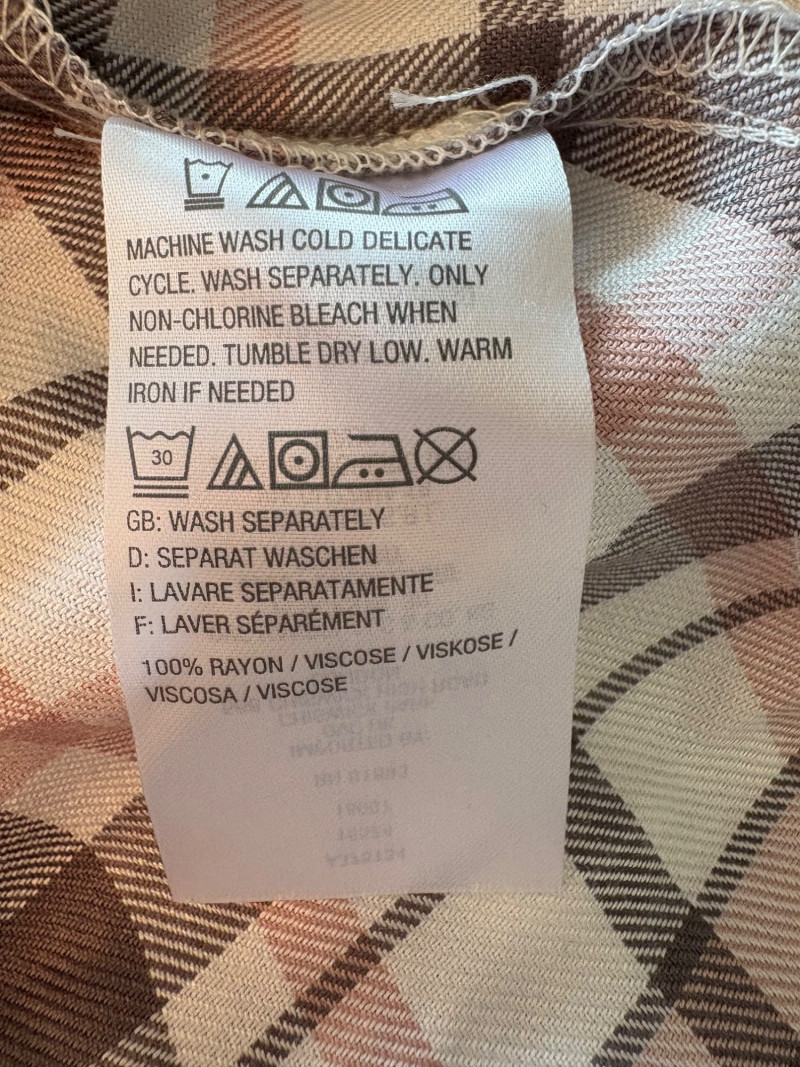 MACHINE WASH COLD DELICATE
CYCLE. WASH SEPARATELY. ONLY
NON-CHLORINE BLEACH WHEN
NEEDED. TUMBLE DRY LOW. WARM
IRON IF NEEDED
30
GB: WASH SEPARATELY
D: SEPARAT WASCHEN
I: LAVARE SEPARATAMENTE
F: LAVER SÉPARÉMENT
100% RAYON / VISCOSE / VISKOSE /
VISCOSA / VISCOSE